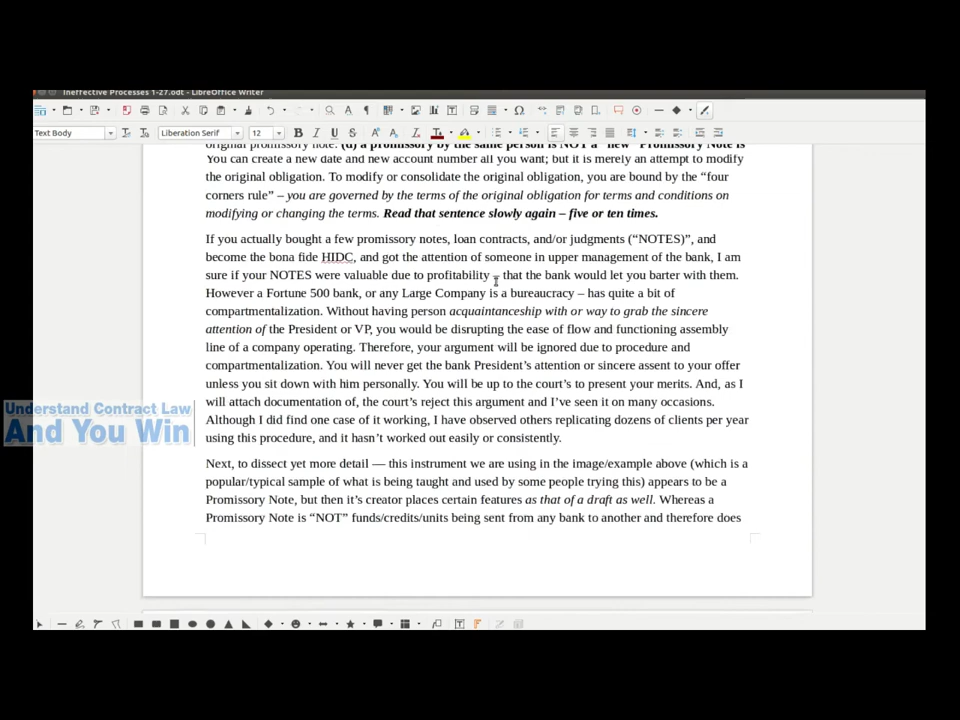 Ineffective Processes 1-27.odt - LibreOffice Writer
Text Body
Liberation Serif
12
original promissory note. (d) a promissory by the same person is NOT a "new" Promissory Note is
You can create a new date and new account number all you want; but it is merely an attempt to modify
the original obligation. To modify or consolidate the original obligation, you are bound by the “four
corners rule” – you are governed by the terms of the original obligation for terms and conditions on
modifying or changing the terms. Read that sentence slowly again – five or ten times.
If you actually bought a few promissory notes, loan contracts, and/or judgments (“NOTES)”, and
become the bona fide HIDC, and got the attention of someone in upper management of the bank, I am
sure if your NOTES were valuable due to profitability – that the bank would let you barter with them.
However a Fortune 500 bank, or any Large Company is a bureaucracy – has quite a bit of
compartmentalization. Without having person acquaintanceship with or way to grab the sincere
attention of the President or VP, you would be disrupting the ease of flow and functioning assembly
line of a company operating. Therefore, your argument will be ignored due to procedure and
compartmentalization. You will never get the bank President’s attention or sincere assent to your offer
unless you sit down with him personally. You will be up to the court’s to present your merits. And, as I
will attach documentation of, the court’s reject this argument and I’ve seen it on many occasions.
Although I did find one case of it working, I have observed others replicating dozens of clients per year
using this procedure, and it hasn’t worked out easily or consistently.
Next, to dissect yet more detail — this instrument we are using in the image/example above (which is a
popular/typical sample of what is being taught and used by some people trying this) appears to be a
Promissory Note, but then it’s creator places certain features as that of a draft as well. Whereas a
Promissory Note is “NOT” funds/credits/units being sent from any bank to another and therefore does
Understand Contract Law
And You Win